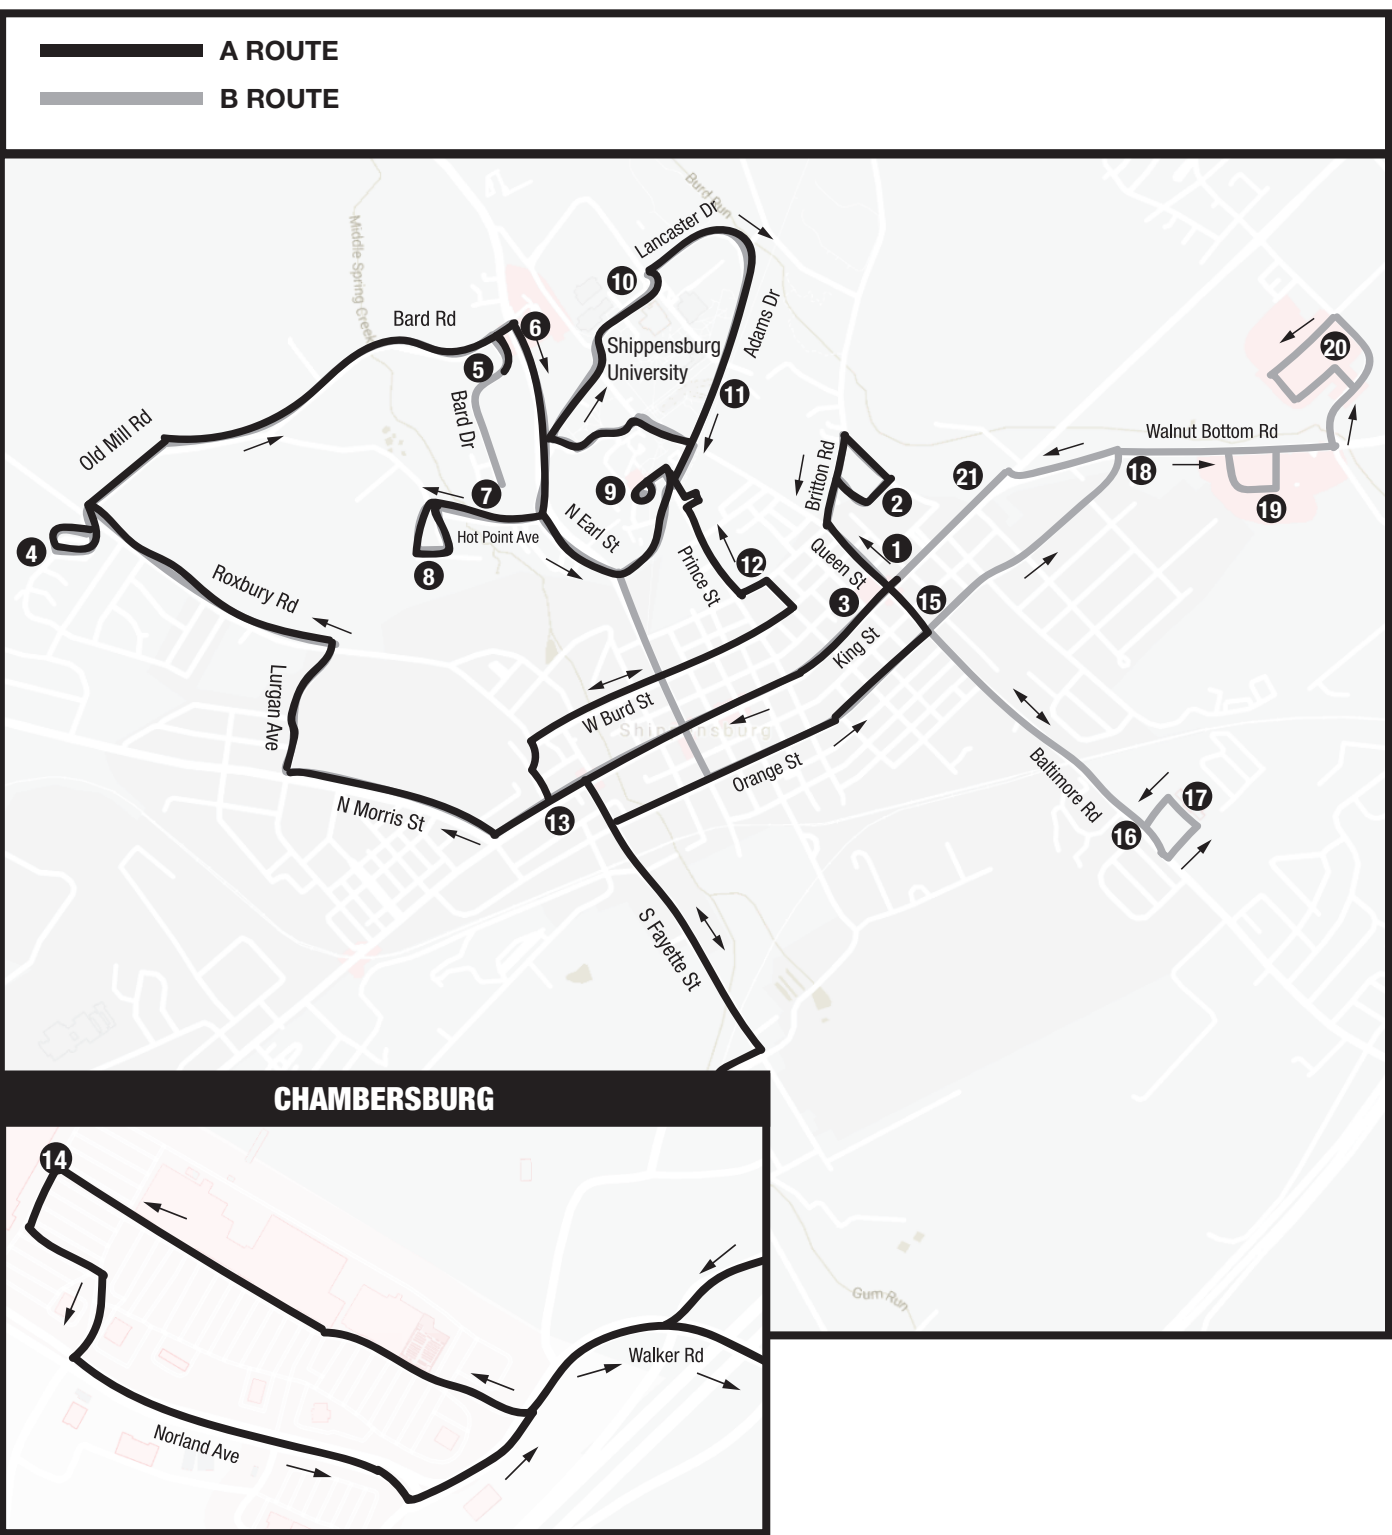 A ROUTE
B ROUTE
Burd Run
Middle Spring Creek
Lancaster Dr
10
Adams Dr
Bard Rd
6
5
Shippensburg
University
20
Bard Dr
11
Old Mill Rd
Walnut Bottom Rd
21
18
Britton Rd
2
19
7
9
N Earl St
4
Hot Point Ave
8
Queen St
1
Prince St
12
Roxbury Rd
3
15
King St
Lurgan Ave
W Burd St
Shippensburg
Orange St
Baltimore Rd
17
N Morris St
13
16
S Fayette St
CHAMBERSBURG
14
Gum Run
Walker Rd
Norland Ave